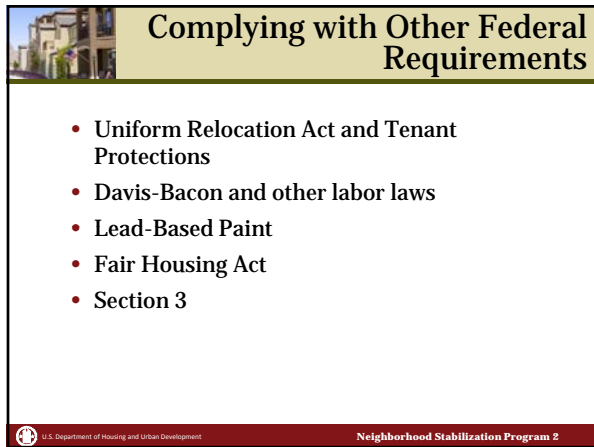 Complying with Other Federal
Requirements
• Uniform Relocation Act and Tenant
Protections
• Davis-Bacon and other labor laws
• Lead-Based Paint
• Fair Housing Act
• Section 3
U.S. Department of Housing and Urban Development Neighborhood Stabilization Program 2